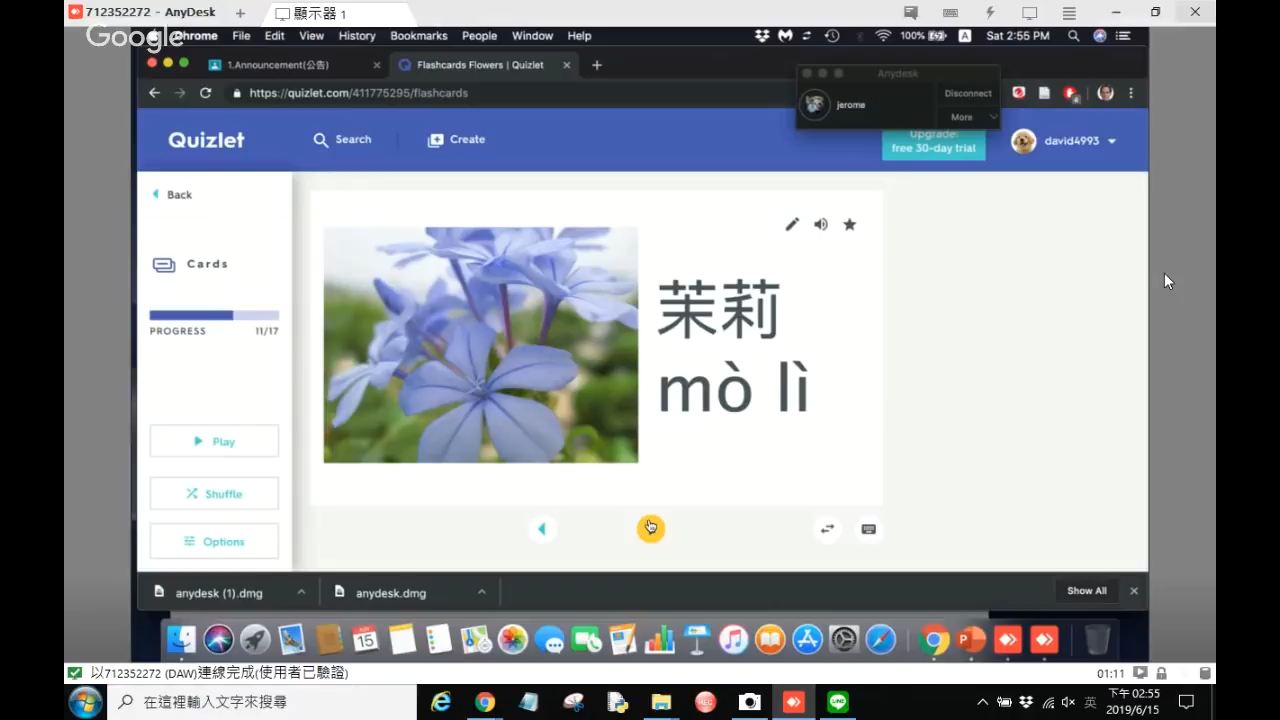 712352272 - AnyDesk
顯示器 1
Google
Chrome File Edit View History Bookmarks People Window Help
100% A Sat 2:55 PM
1.Announcement(公告)
Flashcards Flowers | Quizlet
Anydesk
https://quizlet.com/411775295/flashcards
jerome
Disconnect
More
Quizlet
Search
Create
Upgrade:
free 30-day trial
david4993
Back
Cards
PROGRESS 11/17
Play
Shuffle
Options
茉莉
mò lì
anydesk (1).dmg
anydesk.dmg
Show All
15
以712352272 (DAW)連線完成(使用者已驗證)
01:11
在這裡輸入文字來搜尋
REC
LINE
英
下午 02:55
2019/6/15